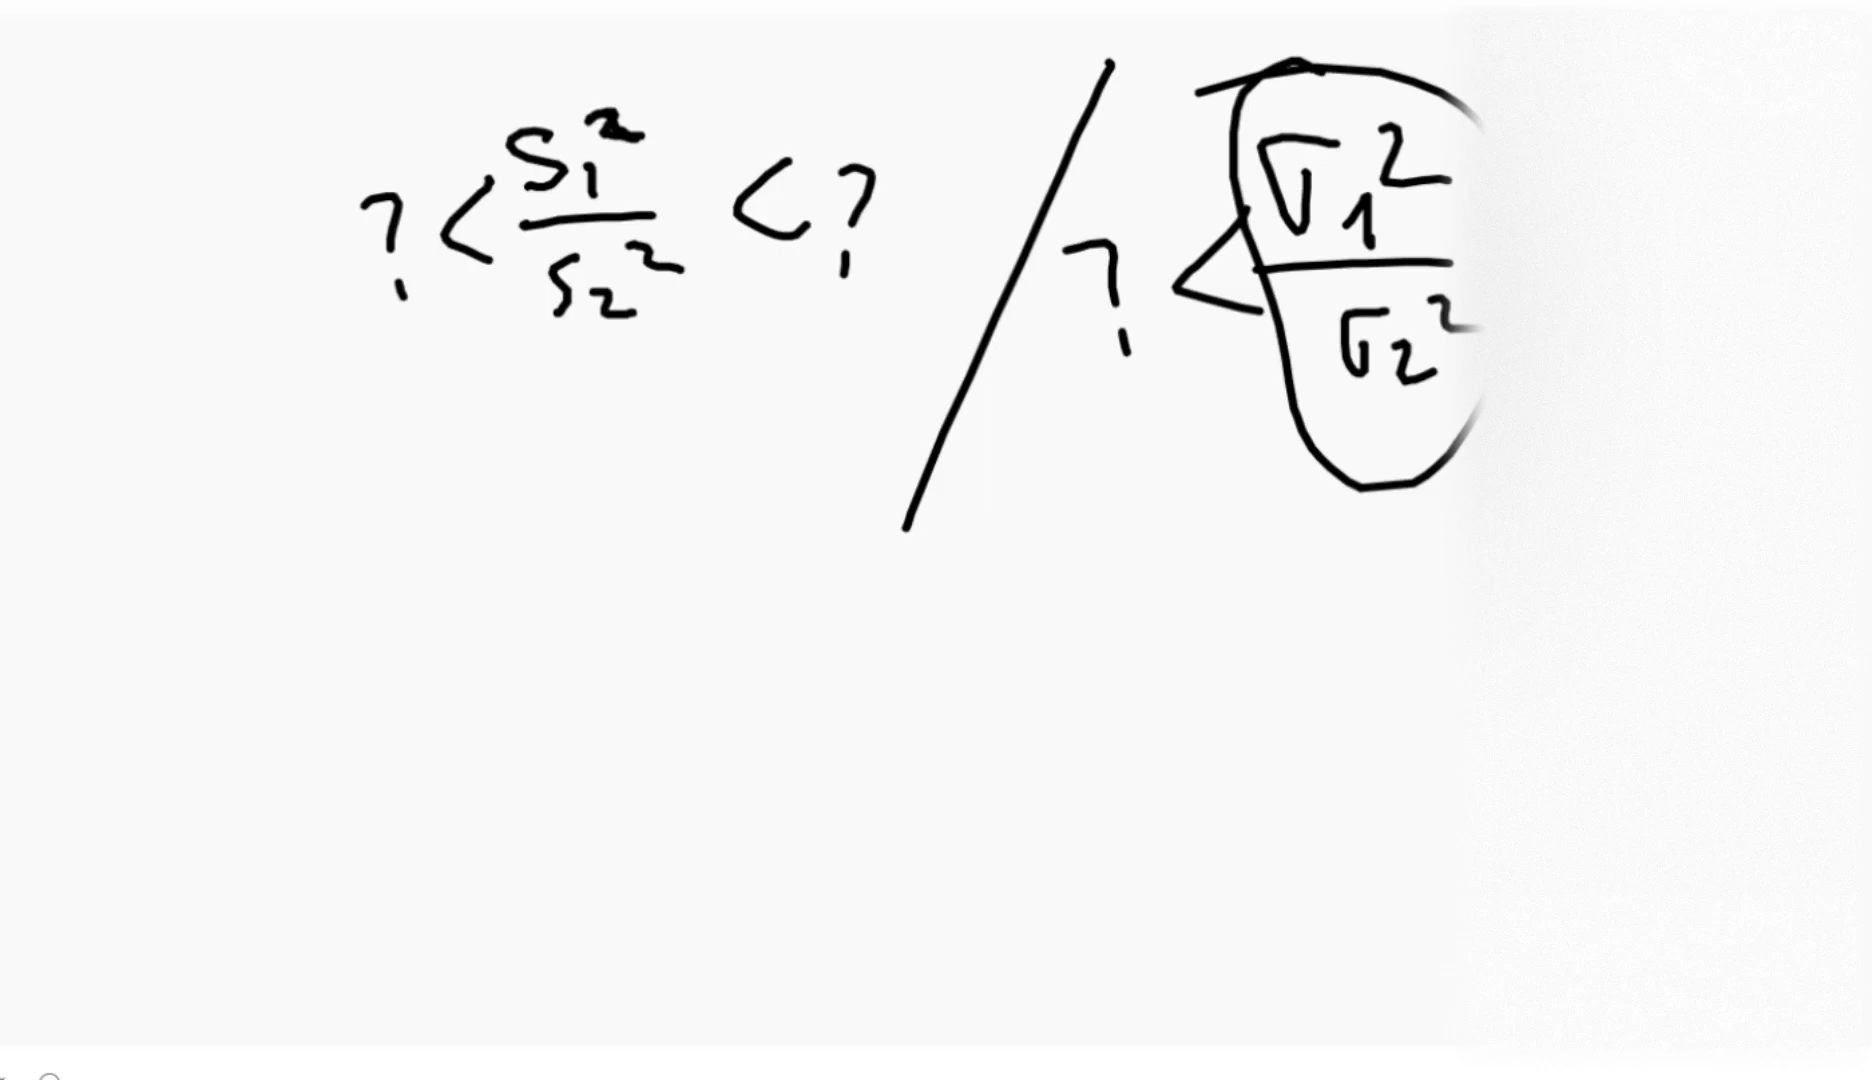 ? < S₁² / S₂² < ?
? < σ₁² / σ₂²